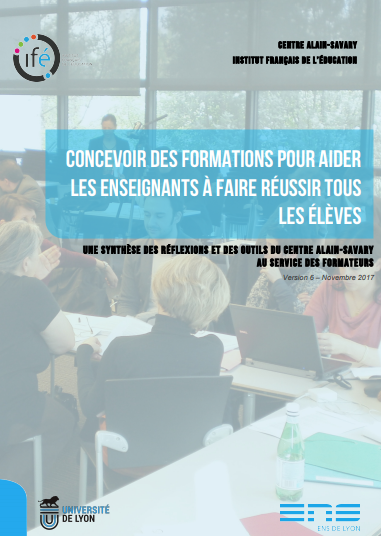 ifé
CENTRE ALAIN-SAVARY
INSTITUT FRANÇAIS DE L'ÉDUCATION
CONCEVOIR DES FORMATIONS POUR AIDER
LES ENSEIGNANTS À FAIRE RÉUSSIR TOUS
LES ÉLÈVES
UNE SYNTHÈSE DES RÉFLEXIONS ET DES OUTILS DU CENTRE ALAIN-SAVARY
AU SERVICE DES FORMATEURS
Version 6 – Novembre 2017
UNIVERSITÉ
DE LYON
ENS
ENS DE LYON